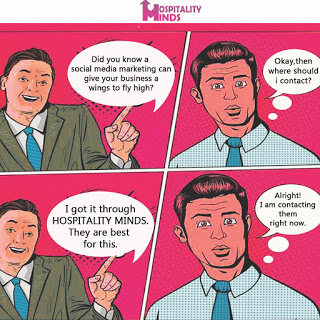 HOSPITALITY
MINDS
Did you know a
social media marketing can
give your business a
wings to fly high?
Okay,then
where should
i contact?
I got it through
HOSPITALITY MINDS.
They are best
for this.
Alright!
I am contacting
them
right now.